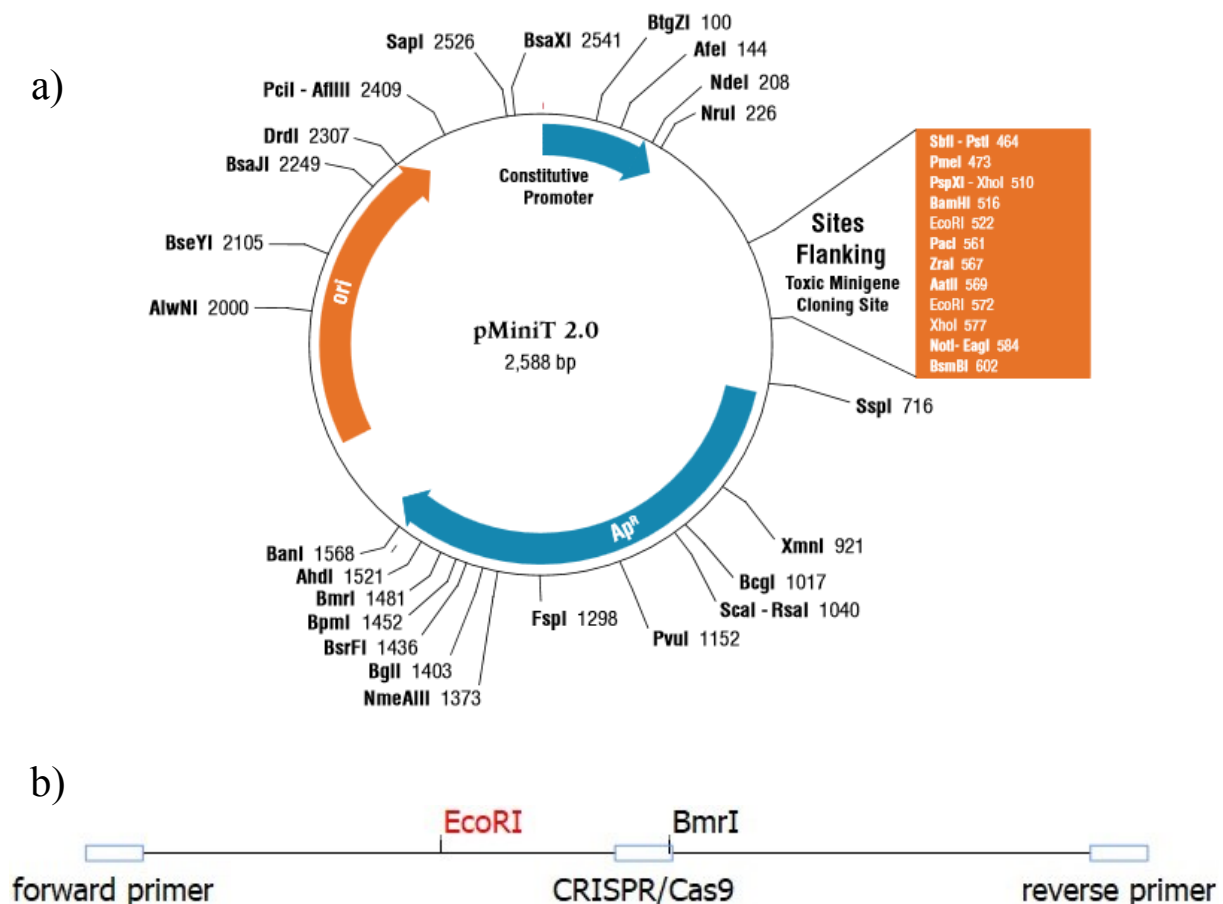 a)
SapI 2526
BsaXI 2541
BtgZI 100
AfeI 144
NdeI 208
NruI 226
PciI - AflIII 2409
DrdI 2307
BsaJI 2249
BseYI 2105
AlwNI 2000
Constitutive
Promoter
ori
pMiniT 2.0
2,588 bp
Sites
Flanking
Toxic Minigene
Cloning Site
SbfI - PstI 464
PmeI 473
PspXI - XhoI 510
BamHI 516
EcoRI 522
PacI 561
ZraI 567
AatII 569
EcoRI 572
XhoI 577
NotI- EagI 584
BsmBI 602
SspI 716
ApR
XmnI 921
BcgI 1017
ScaI - RsaI 1040
PvuI 1152
FspI 1298
BanI 1568
AhdI 1521
BmrI 1481
BpmI 1452
BsrFI 1436
BglI 1403
NmeAIII 1373
b)
EcoRI
BmrI
forward primer
CRISPR/Cas9
reverse primer